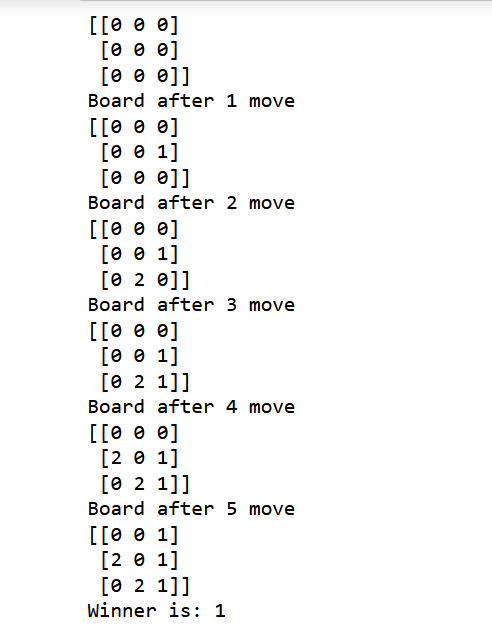 [[0 0 0]
 [0 0 0]
 [0 0 0]]
Board after 1 move
[[0 0 0]
 [0 0 1]
 [0 0 0]]
Board after 2 move
[[0 0 0]
 [0 0 1]
 [0 2 0]]
Board after 3 move
[[0 0 0]
 [0 0 1]
 [0 2 1]]
Board after 4 move
[[0 0 0]
 [2 0 1]
 [0 2 1]]
Board after 5 move
[[0 0 1]
 [2 0 1]
 [0 2 1]]
Winner is: 1